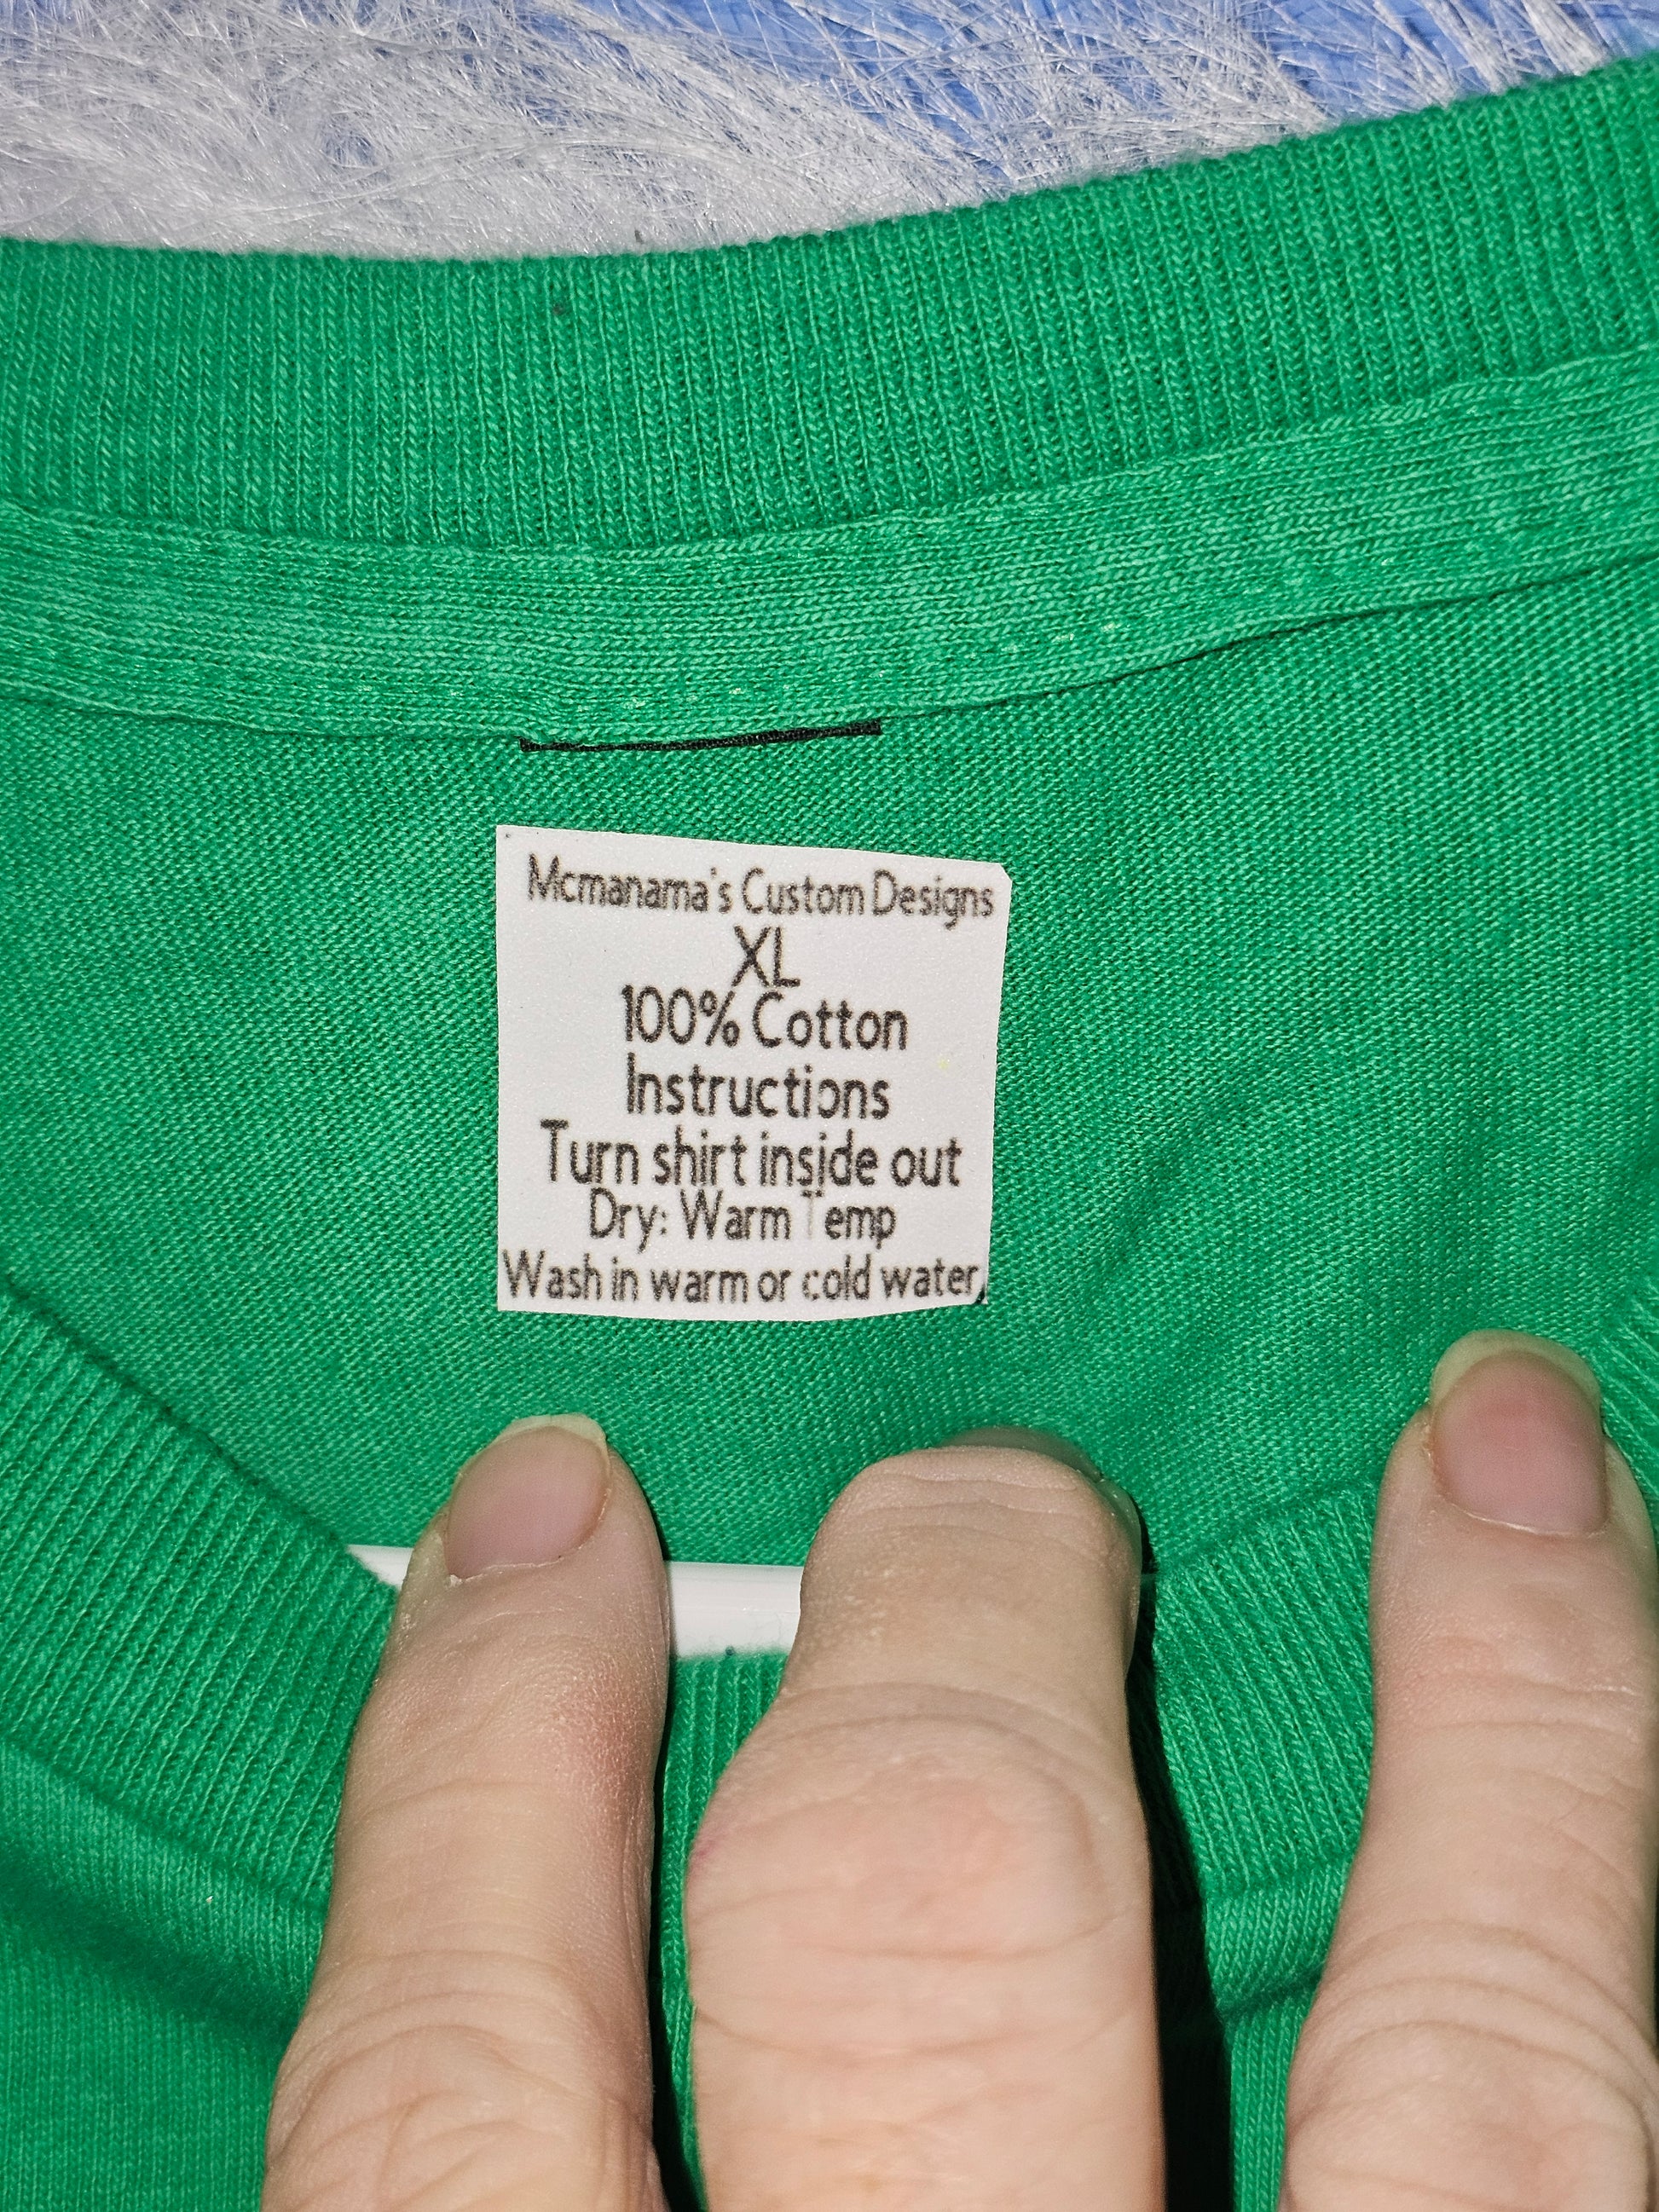 Mcmanama's Custom Designs
XL
100% Cotton
Instructions
Turn shirt inside out
Dry: Warm Temp
Wash in warm or cold water,